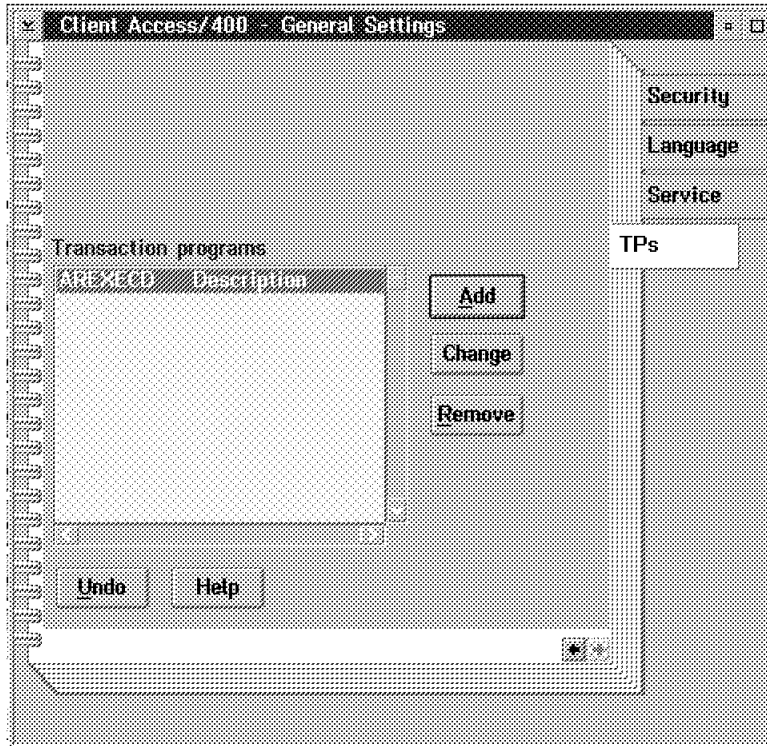 Client Access/400 - General Settings
Security
Language
Service
TPs
Transaction programs
AREXECD Description
Add
Change
Remove
Undo Help